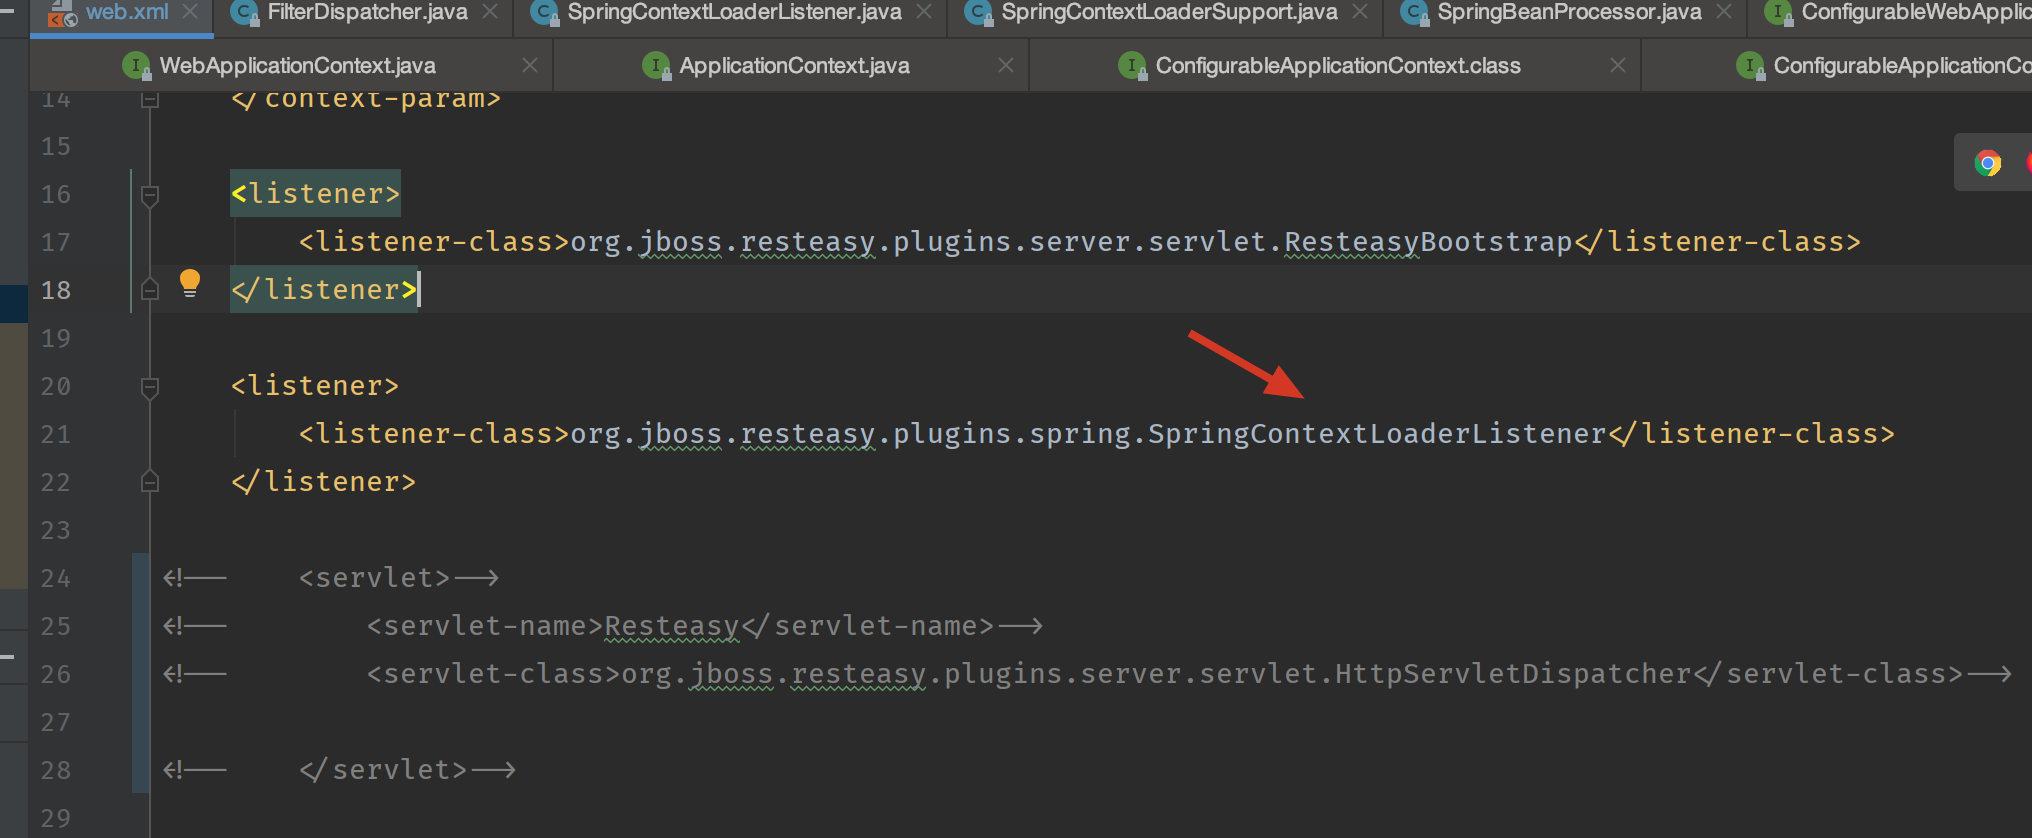 web.xml FilterDispatcher.java SpringContextLoaderListener.java SpringContextLoaderSupport.java SpringBeanProcessor.java ConfigurableWebApplic
WebApplicationContext.java ApplicationContext.java ConfigurableApplicationContext.class ConfigurableApplicationCo
14 </context-param>
15
16 <listener>
17 <listener-class>org.jboss.resteasy.plugins.server.servlet.ResteasyBootstrap</listener-class>
18 </listener>
19
20 <listener>
21 <listener-class>org.jboss.resteasy.plugins.spring.SpringContextLoaderListener</listener-class>
22 </listener>
23
24 <!-- <servlet>-->
25 <!-- <servlet-name>Resteasy</servlet-name>-->
26 <!-- <servlet-class>org.jboss.resteasy.plugins.server.servlet.HttpServletDispatcher</servlet-class>-->
27
28 <!-- </servlet>-->
29